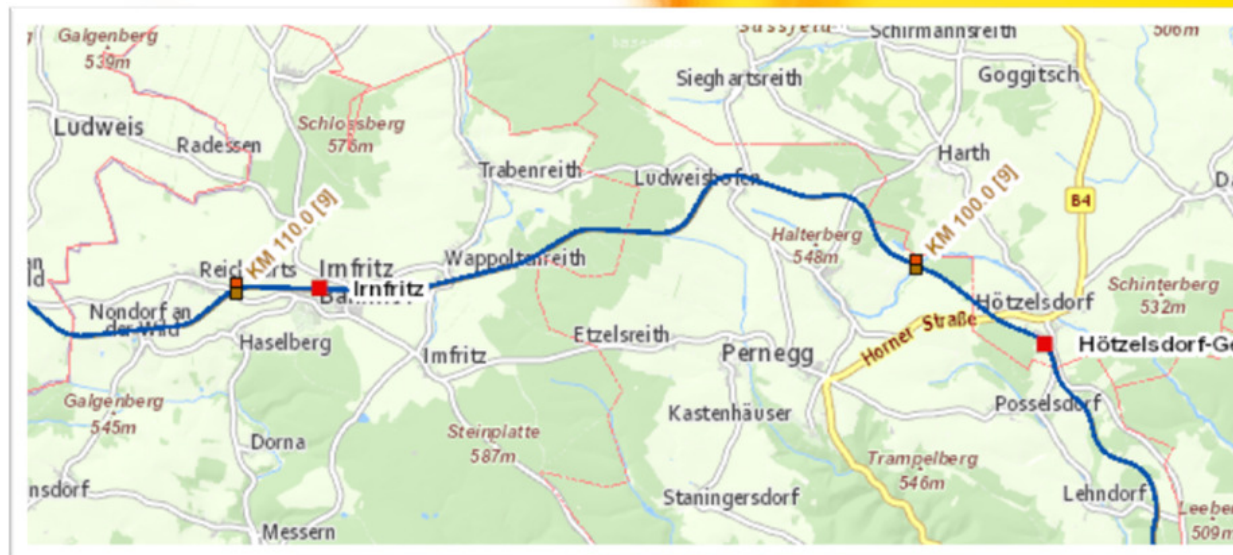 Galgenberg
539m
Ludweis
Radessen
Schlossberg
576m
Trabenreith
Sieghartsreith
Schirmannsreith
506m
Goggitsch
Ludweishofen
Harth
B4
KM 110.0 [9]
KM 100.0 [9]
Halterberg
548m
Irnfritz
Irnfritz
Wappoltenreith
Nondorf an
der Wild
Haselberg
Irnfritz
Etzelsreith
Pernegg
Horner Straße
Hötzelsdorf
Schinterberg
532m
Hötzelsdorf-Ge
Galgenberg
545m
Kastenhäuser
Posselsdorf
Dorna
Steinplatte
587m
Trampelberg
546m
nsdorf
Staningersdorf
Lehndorf
Leeber
509m
Messern